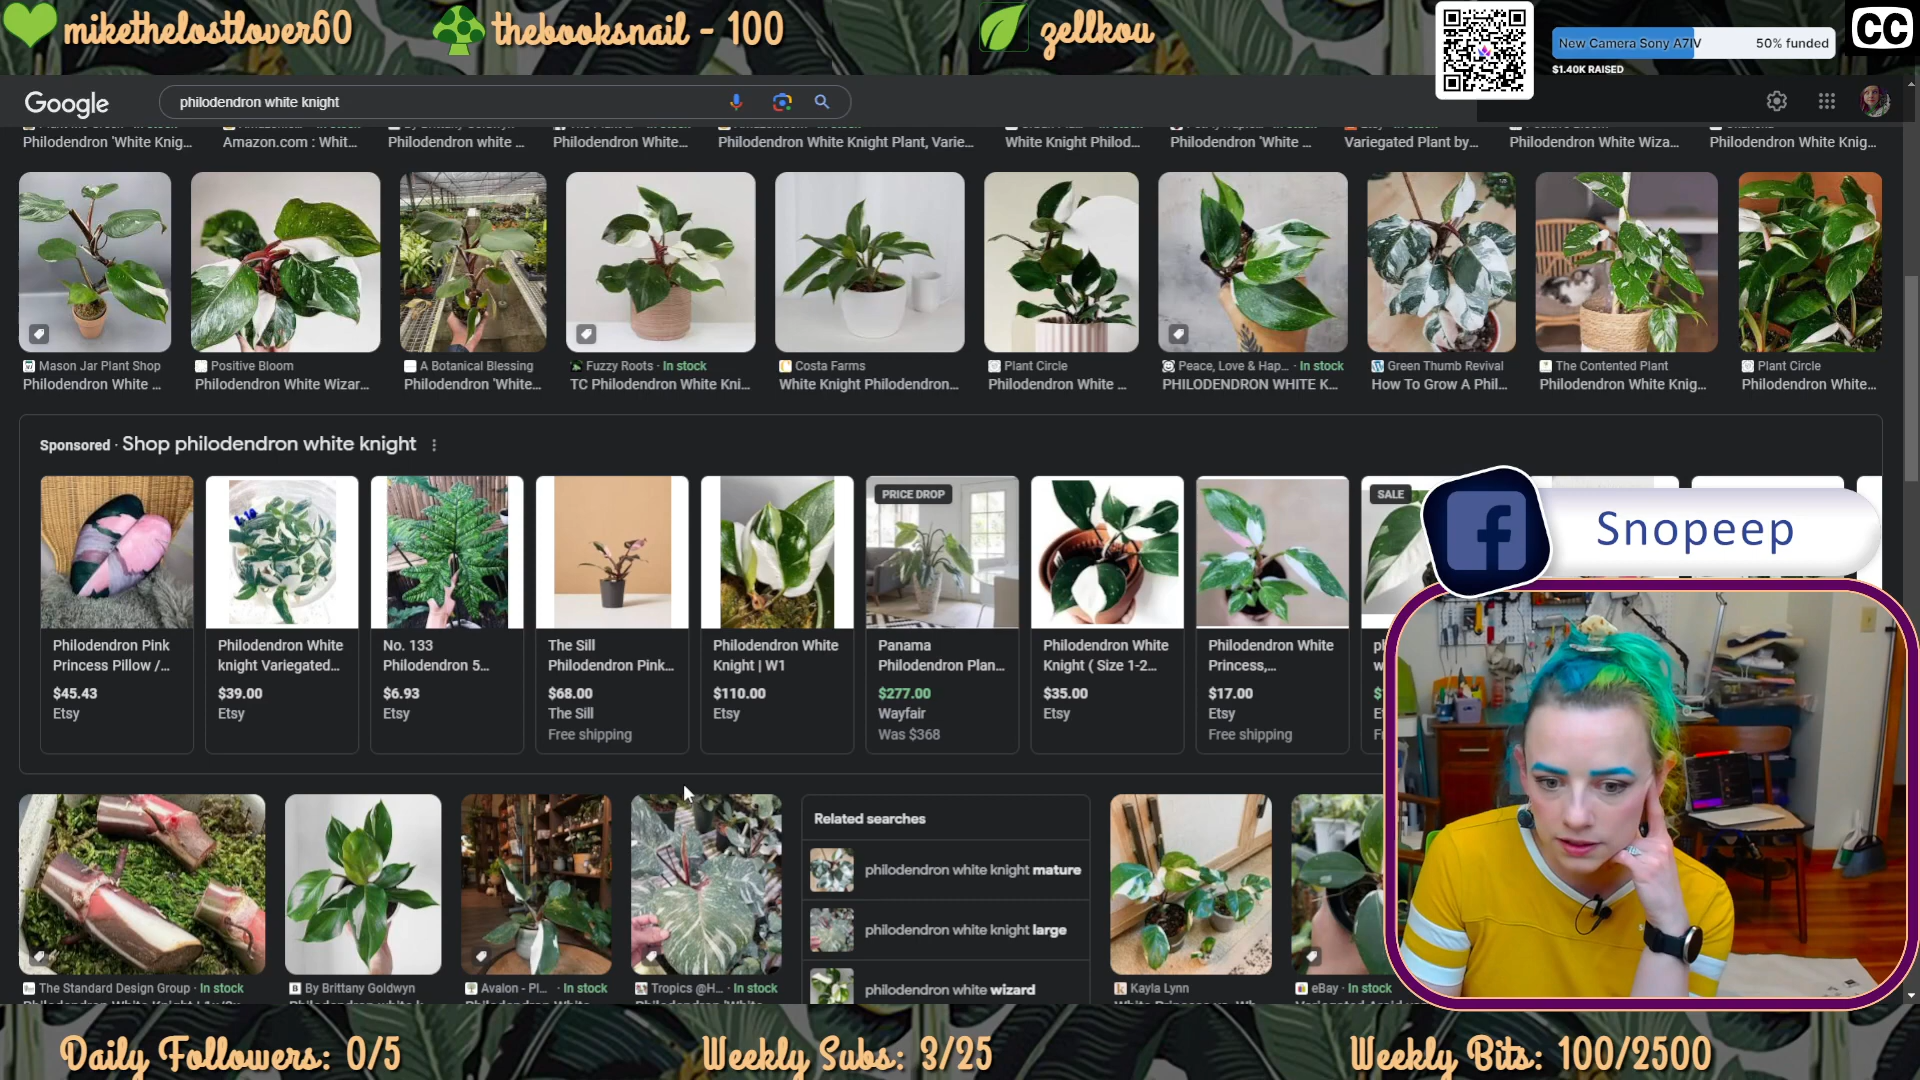 mikethelostlover60
thebooksnail - 100
zellkou
New Camera Sony A7IV 50% funded
$1.40K RAISED
CC
Google
philodendron white knight
Philodendron 'White Knig...
Amazon.com : Whit...
Philodendron white ...
Philodendron White...
Philodendron White Knight Plant, Varie...
White Knight Philod...
Philodendron 'White ...
Variegated Plant by...
Philodendron White Wiza...
Philodendron White Knig...
Mason Jar Plant Shop
Philodendron White ...
Positive Bloom
Philodendron White Wizar...
A Botanical Blessing
Philodendron 'White...
Fuzzy Roots · In stock
TC Philodendron White Kni...
Costa Farms
White Knight Philodendron...
Plant Circle
Philodendron White ...
Peace, Love & Hap... · In stock
PHILODENDRON WHITE K...
Green Thumb Revival
How To Grow A Phil...
The Contented Plant
Philodendron White Knig...
Plant Circle
Philodendron White...
Sponsored · Shop philodendron white knight
Philodendron Pink
Princess Pillow /...
$45.43
Etsy
Philodendron White
knight Variegated...
$39.00
Etsy
No. 133
Philodendron 5...
$6.93
Etsy
The Sill
Philodendron Pink...
$68.00
The Sill
Free shipping
Philodendron White
Knight | W1
$110.00
Etsy
PRICE DROP
Panama
Philodendron Plan...
$277.00
Wayfair
Was $368
Philodendron White
Knight ( Size 1-2...
$35.00
Etsy
Philodendron White
Princess,...
$17.00
Etsy
Free shipping
SALE
Snopeep
The Standard Design Group · In stock
By Brittany Goldwyn
Avalon - Pl... · In stock
Tropics @H... · In stock
Related searches
philodendron white knight mature
philodendron white knight large
philodendron white wizard
Kayla Lynn
eBay · In stock
Daily Followers: 0/5
Weekly Subs: 3/25
Weekly Bits: 100/2500